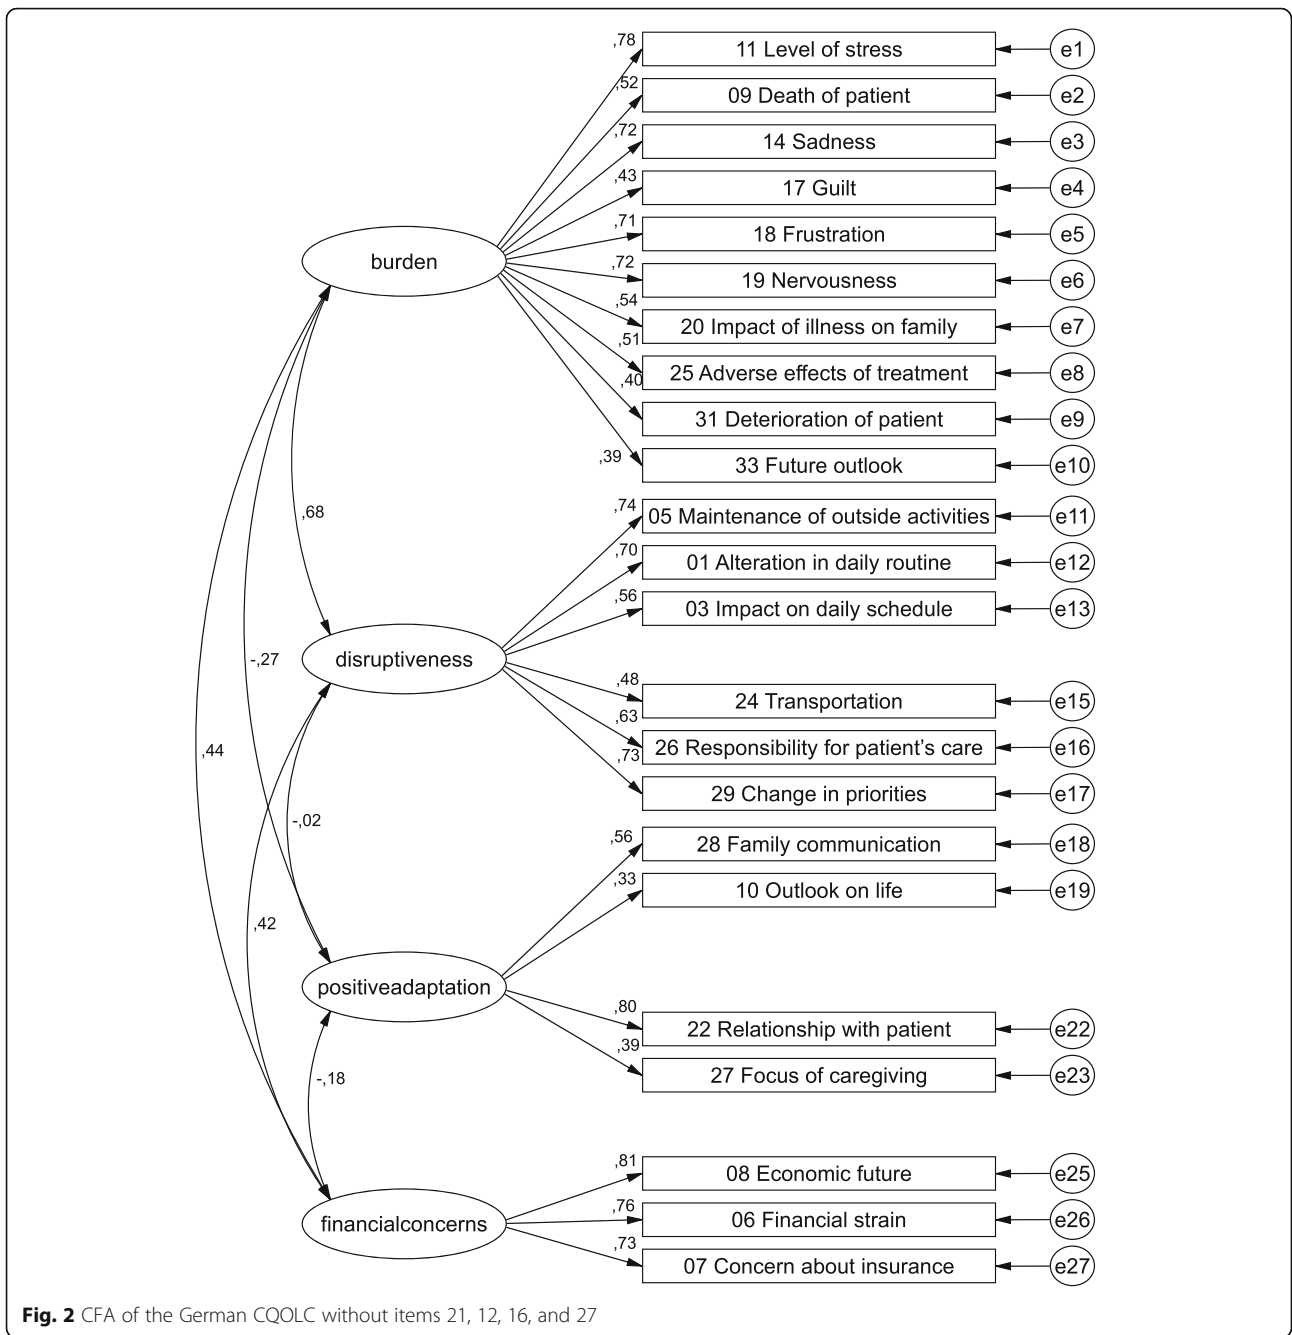 ,78
11 Level of stress
e1
,52
09 Death of patient
e2
,72
14 Sadness
e3
,43
17 Guilt
e4
,71
18 Frustration
e5
burden
,72
19 Nervousness
e6
,54
20 Impact of illness on family
e7
,51
25 Adverse effects of treatment
e8
,40
31 Deterioration of patient
e9
,39
33 Future outlook
e10
,68
,74
05 Maintenance of outside activities
e11
,70
01 Alteration in daily routine
e12
,56
03 Impact on daily schedule
e13
disruptiveness
-,27
,48
24 Transportation
e15
,63
26 Responsibility for patient's care
e16
,44
,73
29 Change in priorities
e17
-,02
,56
28 Family communication
e18
,33
10 Outlook on life
e19
,42
positiveadaptation
,80
22 Relationship with patient
e22
,39
27 Focus of caregiving
e23
-,18
,81
08 Economic future
e25
financialconcerns
,76
06 Financial strain
e26
,73
07 Concern about insurance
e27
Fig. 2 CFA of the German CQOLC without items 21, 12, 16, and 27